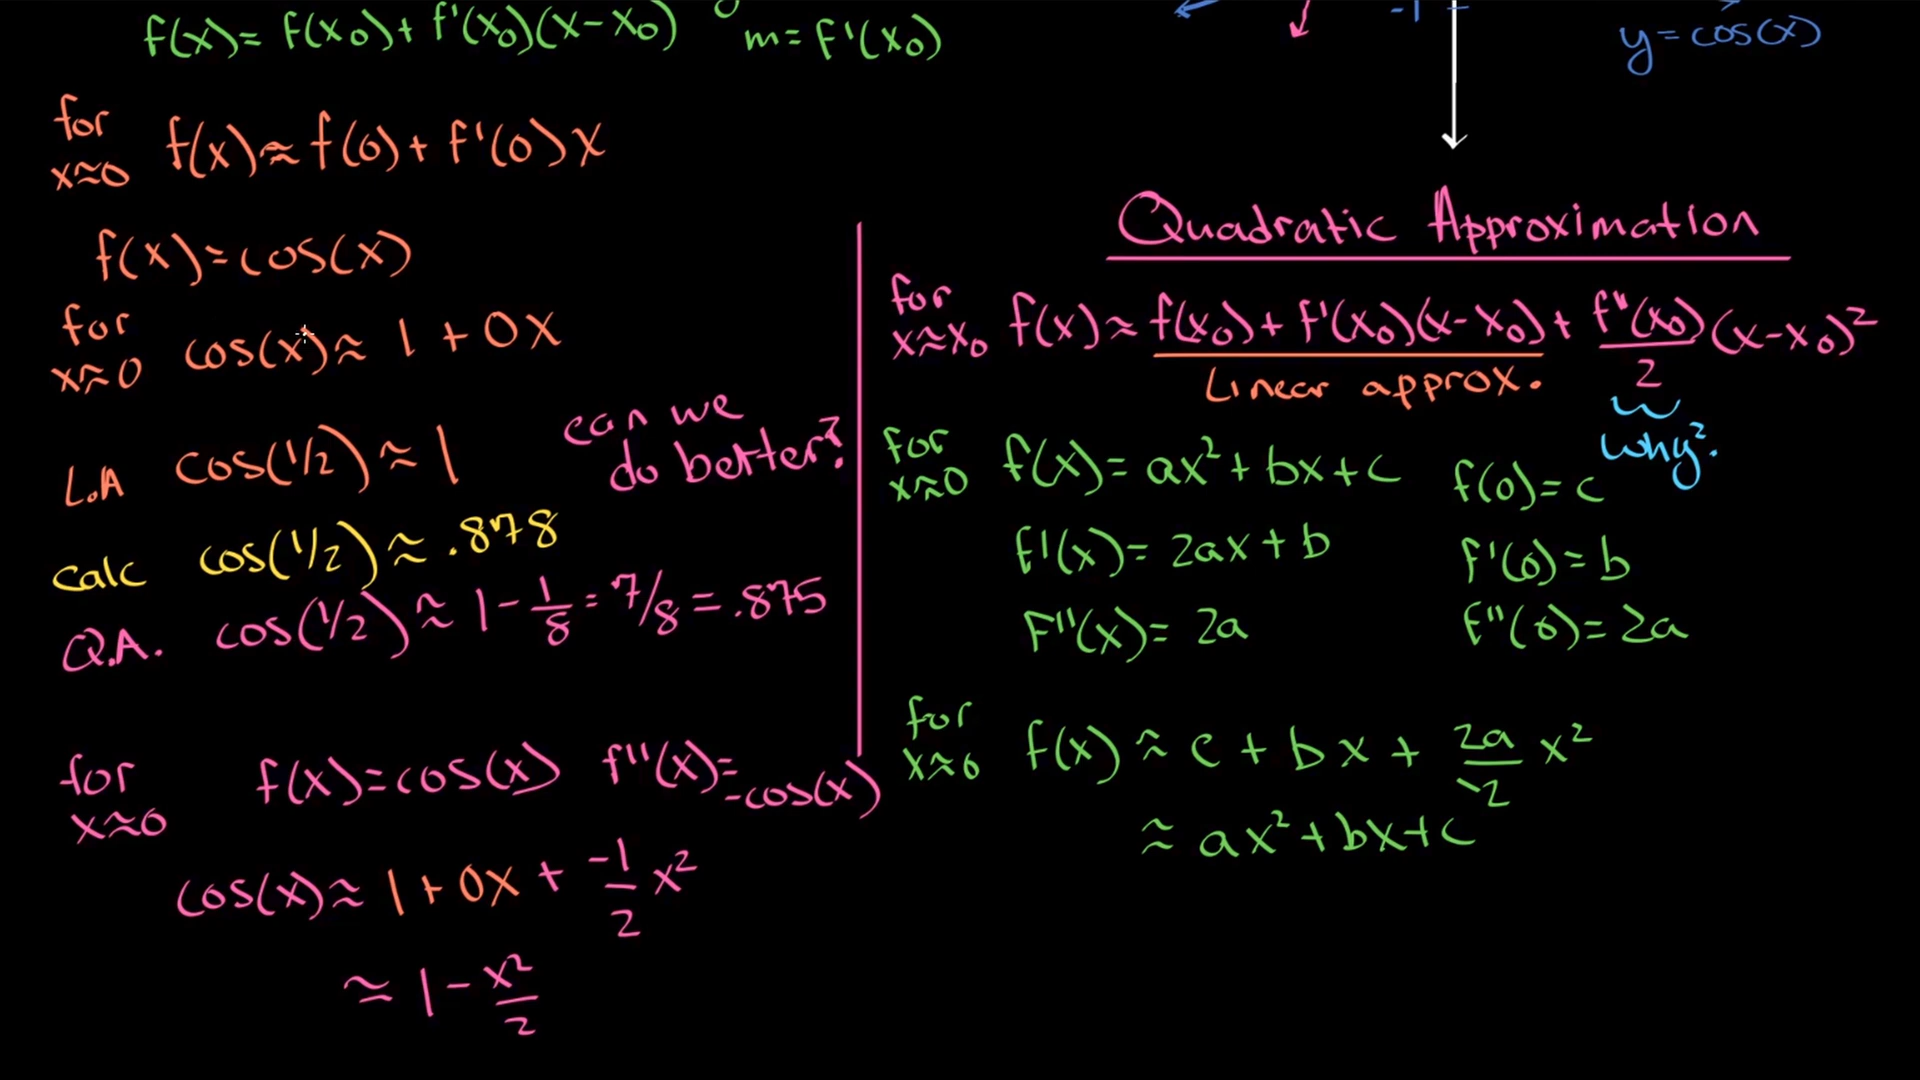 f(x)= f(x₀)+ f'(x₀)(x-x₀)
m= f'(x₀)
-1
y=cos(x)
for x≈0 f(x)≈ f(0)+ f'(0)x
f(x)=cos(x)
for x≈0 cos(x)≈ 1 + 0x
can we do better?
L.A cos(1/2)≈ 1
calc cos(1/2)≈ .878
Q.A. cos(1/2)≈ 1 - 1/8 = 7/8 = .875
for x≈0 f(x)=cos(x) f''(x)= -cos(x)
cos(x)≈ 1 + 0x + -1/2 x²
≈ 1 - x²/2
Quadratic Approximation
for x≈x₀ f(x)≈ f(x₀)+ f'(x₀)(x-x₀)+ f''(x₀)/2 (x-x₀)²
Linear approx.
why?
for x≈0 f(x)= ax²+bx+c f(0)=c
f'(x)= 2ax+b f'(0)=b
f''(x)= 2a f''(0)=2a
for x≈0 f(x)≈ c + bx + 2a/2 x²
≈ ax²+bx+c